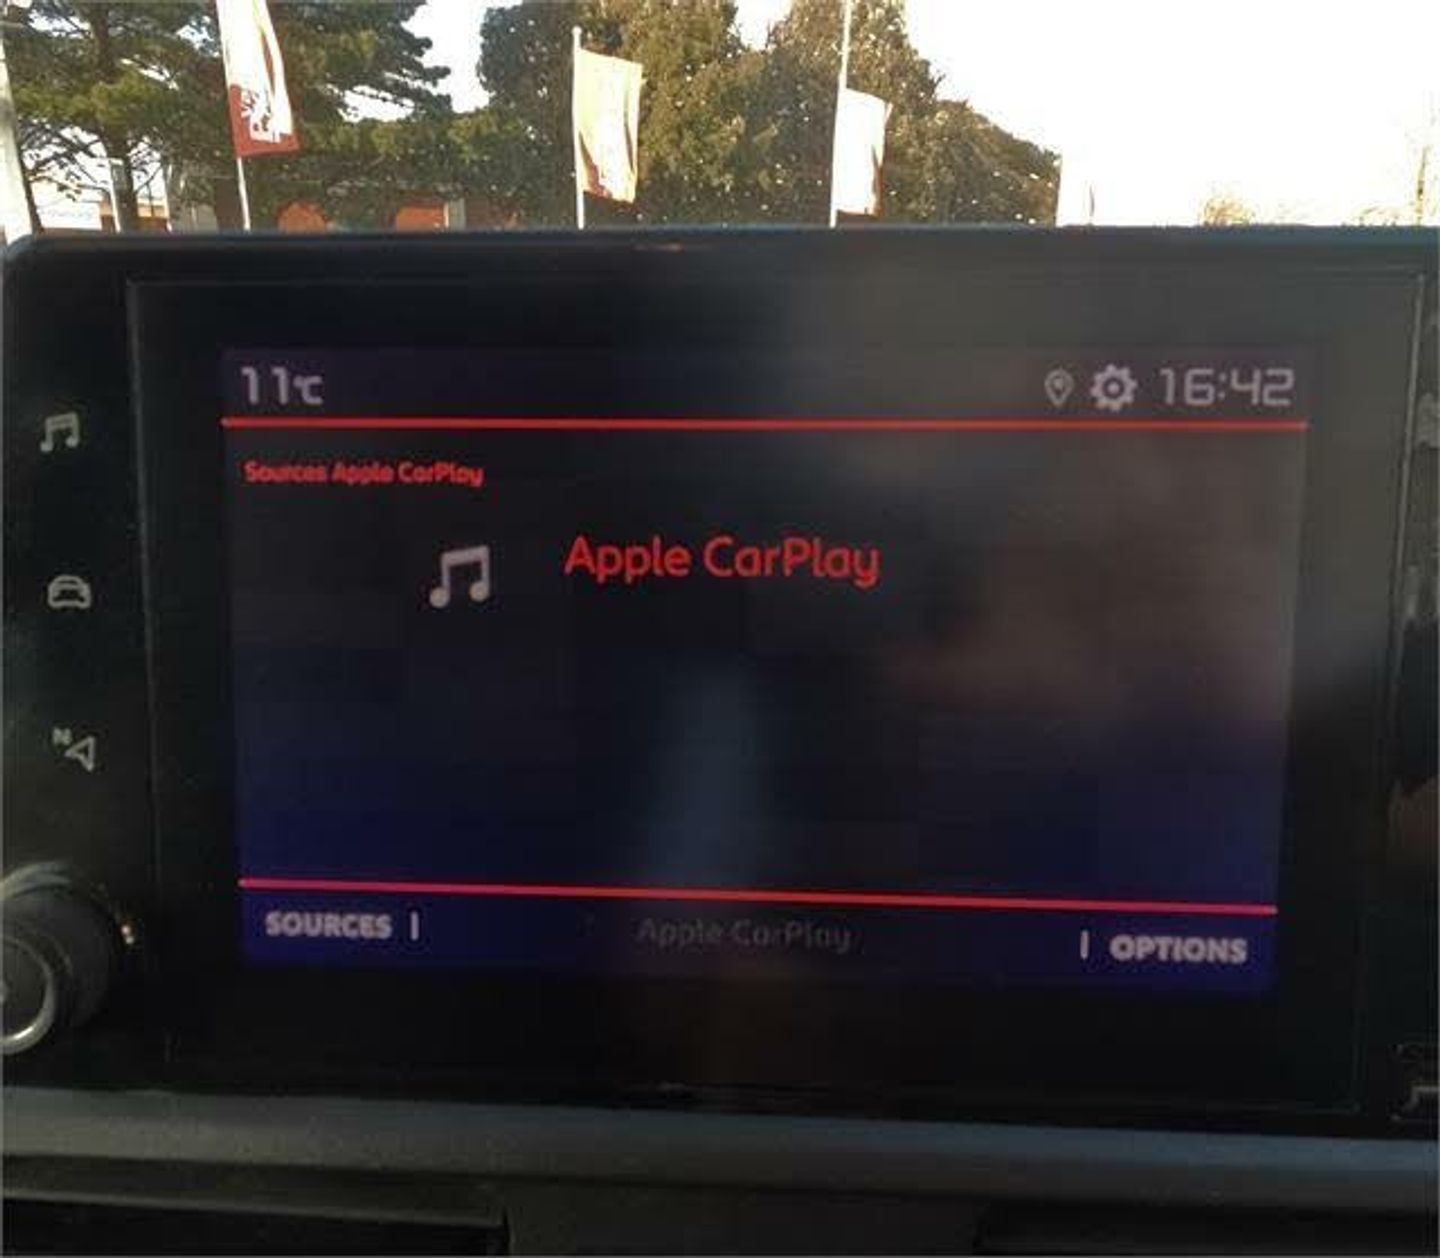 11℃ 16:42
Sources Apple CarPlay
Apple CarPlay
N
SOURCES Apple CarPlay OPTIONS